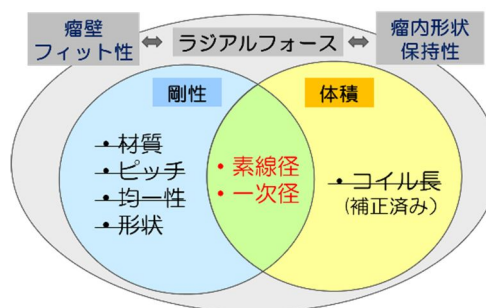 瘤壁
フィット性
⇔ ラジアルフォース ⇔
瘤内形状
保持性
剛性
体積
・材質
・ピッチ
・均一性
・形状
・素線径
・一次径
・コイル長
(補正済み)